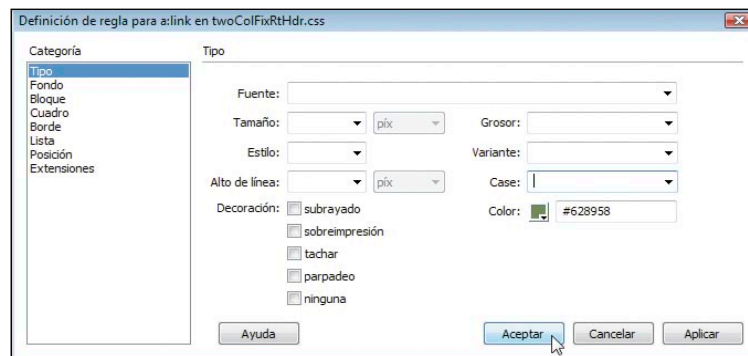 Definición de regla para a:link en twoColFixRtHdr.css
Categoría
Tipo
Fondo
Bloque
Cuadro
Borde
Lista
Posición
Extensiones
Tipo
Fuente:
Tamaño: píx Grosor:
Estilo: Variante:
Alto de línea: píx Case:
Decoración: subrayado Color: #628958
sobreimpresión
tachar
parpadeo
ninguna
Ayuda Aceptar Cancelar Aplicar